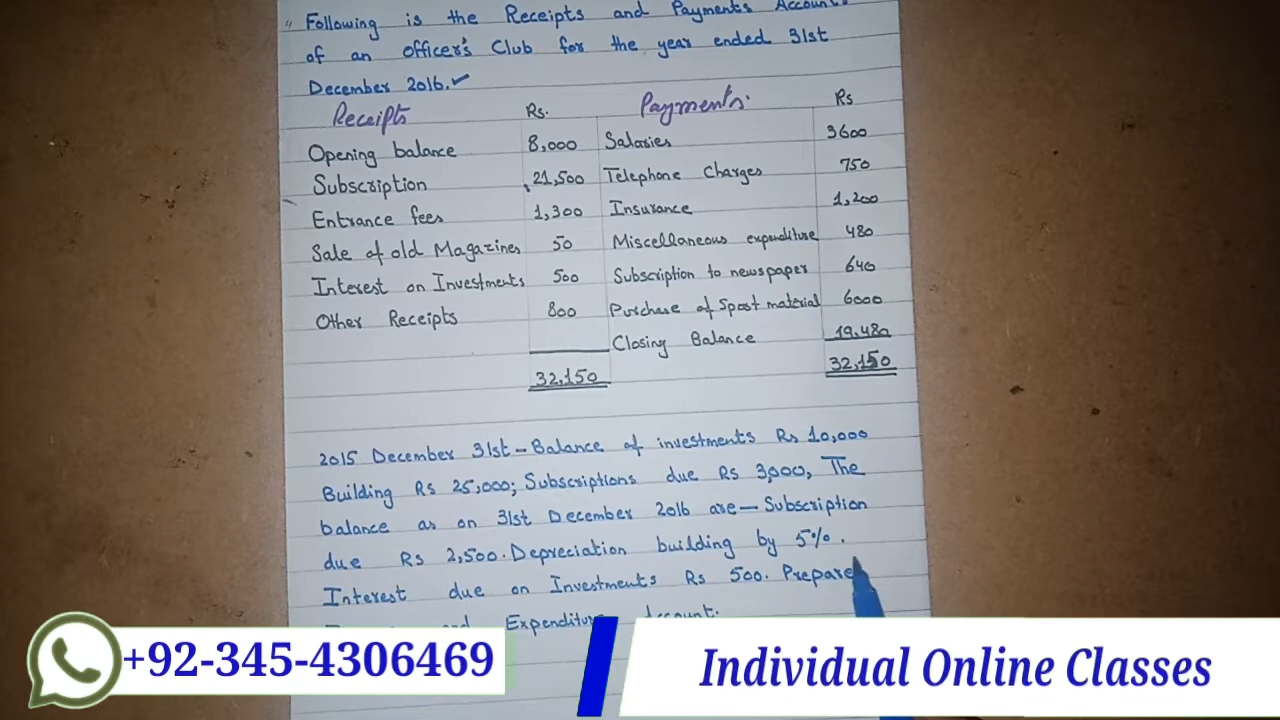 " Following is the Receipts and Payments Account
of an officer's Club for the year ended 31st
December 2016.
Receipts Rs. Payments. Rs
Opening balance 8,000 Salaries 3600
Subscription 21,500 Telephone Charges 750
Entrance fees 1,300 Insurance 1,200
Sale of old Magazines 50 Miscellaneous expenditure 480
Interest on Investments 500 Subscription to newspaper 640
Other Receipts 800 Purchase of Sport material 6000
Closing Balance 19,480
32,150 32,150
2015 December 31st - Balance of investments Rs 10,000
Building Rs 25,000; Subscriptions due Rs 3,000, The
balance as on 31st December 2016 are - Subscription
due Rs 2,500. Depreciation building by 5%.
Interest due on Investments Rs 500. Prepare
and Expenditure Account.
+92-345-4306469
Individual Online Classes